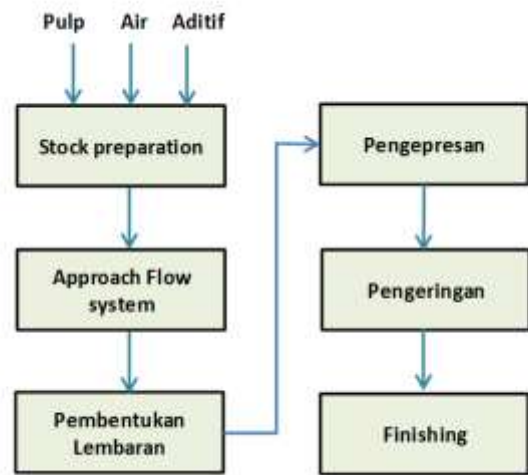 Pulp Air Aditif
Stock preparation
Approach Flow
system
Pembentukan
Lembaran
Pengepresan
Pengeringan
Finishing